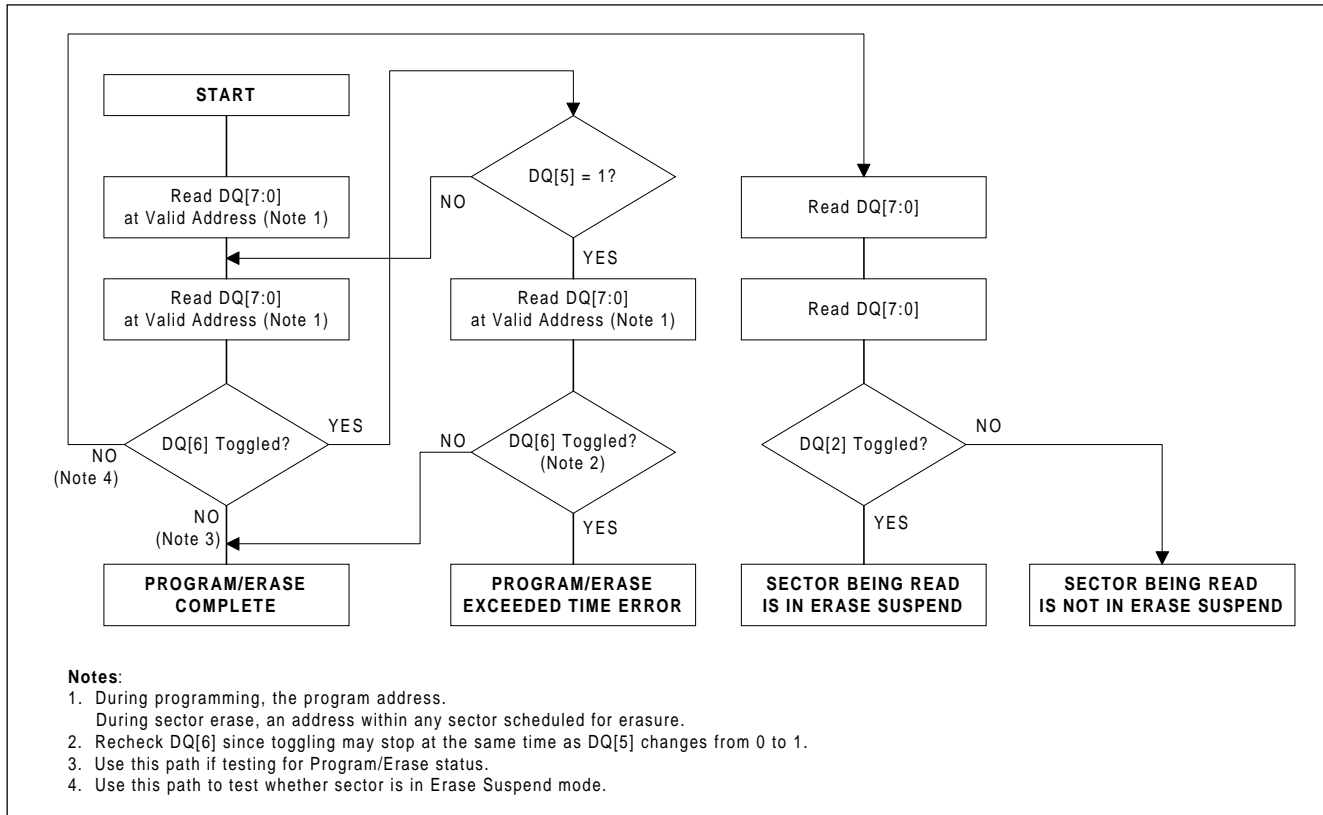 START
Read DQ[7:0]
at Valid Address (Note 1)
Read DQ[7:0]
at Valid Address (Note 1)
DQ[6] Toggled?
YES
NO
(Note 4)
NO
(Note 3)
PROGRAM/ERASE
COMPLETE
DQ[5] = 1?
NO
YES
Read DQ[7:0]
at Valid Address (Note 1)
DQ[6] Toggled?
(Note 2)
NO
YES
PROGRAM/ERASE
EXCEEDED TIME ERROR
Read DQ[7:0]
Read DQ[7:0]
DQ[2] Toggled?
NO
YES
SECTOR BEING READ
IS IN ERASE SUSPEND
SECTOR BEING READ
IS NOT IN ERASE SUSPEND
Notes:
1. During programming, the program address.
During sector erase, an address within any sector scheduled for erasure.
2. Recheck DQ[6] since toggling may stop at the same time as DQ[5] changes from 0 to 1.
3. Use this path if testing for Program/Erase status.
4. Use this path to test whether sector is in Erase Suspend mode.